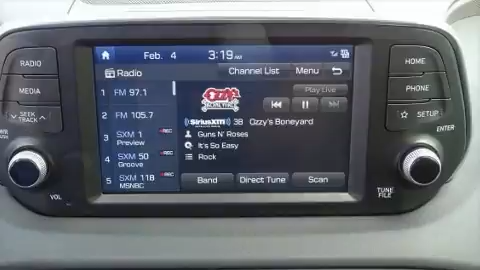 Feb. 4 3:19 AM
Radio Channel List Menu
1 FM 97.1
2 FM 105.7
3 SXM 1
Preview
4 SXM 50
Groove
5 SXM 118
MSNBC
OZZY'S
BONEYARD
Play Live
SiriusXM 38 Ozzy's Boneyard
Guns N' Roses
It's So Easy
Rock
Band Direct Tune Scan
RADIO
MEDIA
SEEK
TRACK
VOL
HOME
PHONE
SETUP
ENTER
TUNE
FILE